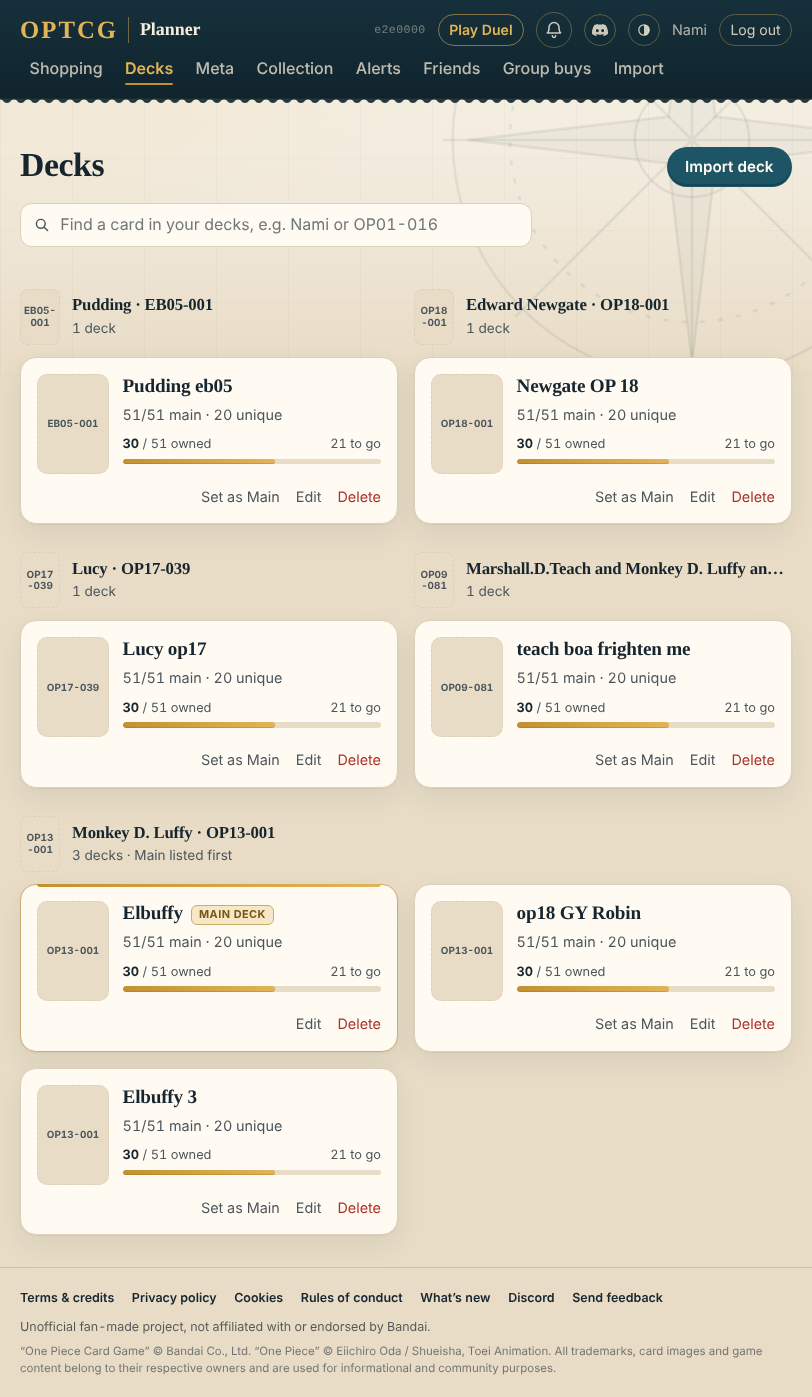 OPTCG Planner e2e0000 Play Duel Nami Log out
Shopping Decks Meta Collection Alerts Friends Group buys Import
Decks Import deck
Find a card in your decks, e.g. Nami or OP01-016
EB05-
001
Pudding · EB05-001
1 deck
EB05-001
Pudding eb05
51/51 main · 20 unique
30 / 51 owned 21 to go
Set as Main Edit Delete
OP18
-001
Edward Newgate · OP18-001
1 deck
OP18-001
Newgate OP 18
51/51 main · 20 unique
30 / 51 owned 21 to go
Set as Main Edit Delete
OP17
-039
Lucy · OP17-039
1 deck
OP17-039
Lucy op17
51/51 main · 20 unique
30 / 51 owned 21 to go
Set as Main Edit Delete
OP09
-081
Marshall.D.Teach and Monkey D. Luffy an…
1 deck
OP09-081
teach boa frighten me
51/51 main · 20 unique
30 / 51 owned 21 to go
Set as Main Edit Delete
OP13
-001
Monkey D. Luffy · OP13-001
3 decks · Main listed first
OP13-001
Elbuffy MAIN DECK
51/51 main · 20 unique
30 / 51 owned 21 to go
Edit Delete
OP13-001
op18 GY Robin
51/51 main · 20 unique
30 / 51 owned 21 to go
Set as Main Edit Delete
OP13-001
Elbuffy 3
51/51 main · 20 unique
30 / 51 owned 21 to go
Set as Main Edit Delete
Terms & credits Privacy policy Cookies Rules of conduct What's new Discord Send feedback
Unofficial fan-made project, not affiliated with or endorsed by Bandai.
“One Piece Card Game” © Bandai Co., Ltd. “One Piece” © Eiichiro Oda / Shueisha, Toei Animation. All trademarks, card images and game
content belong to their respective owners and are used for informational and community purposes.